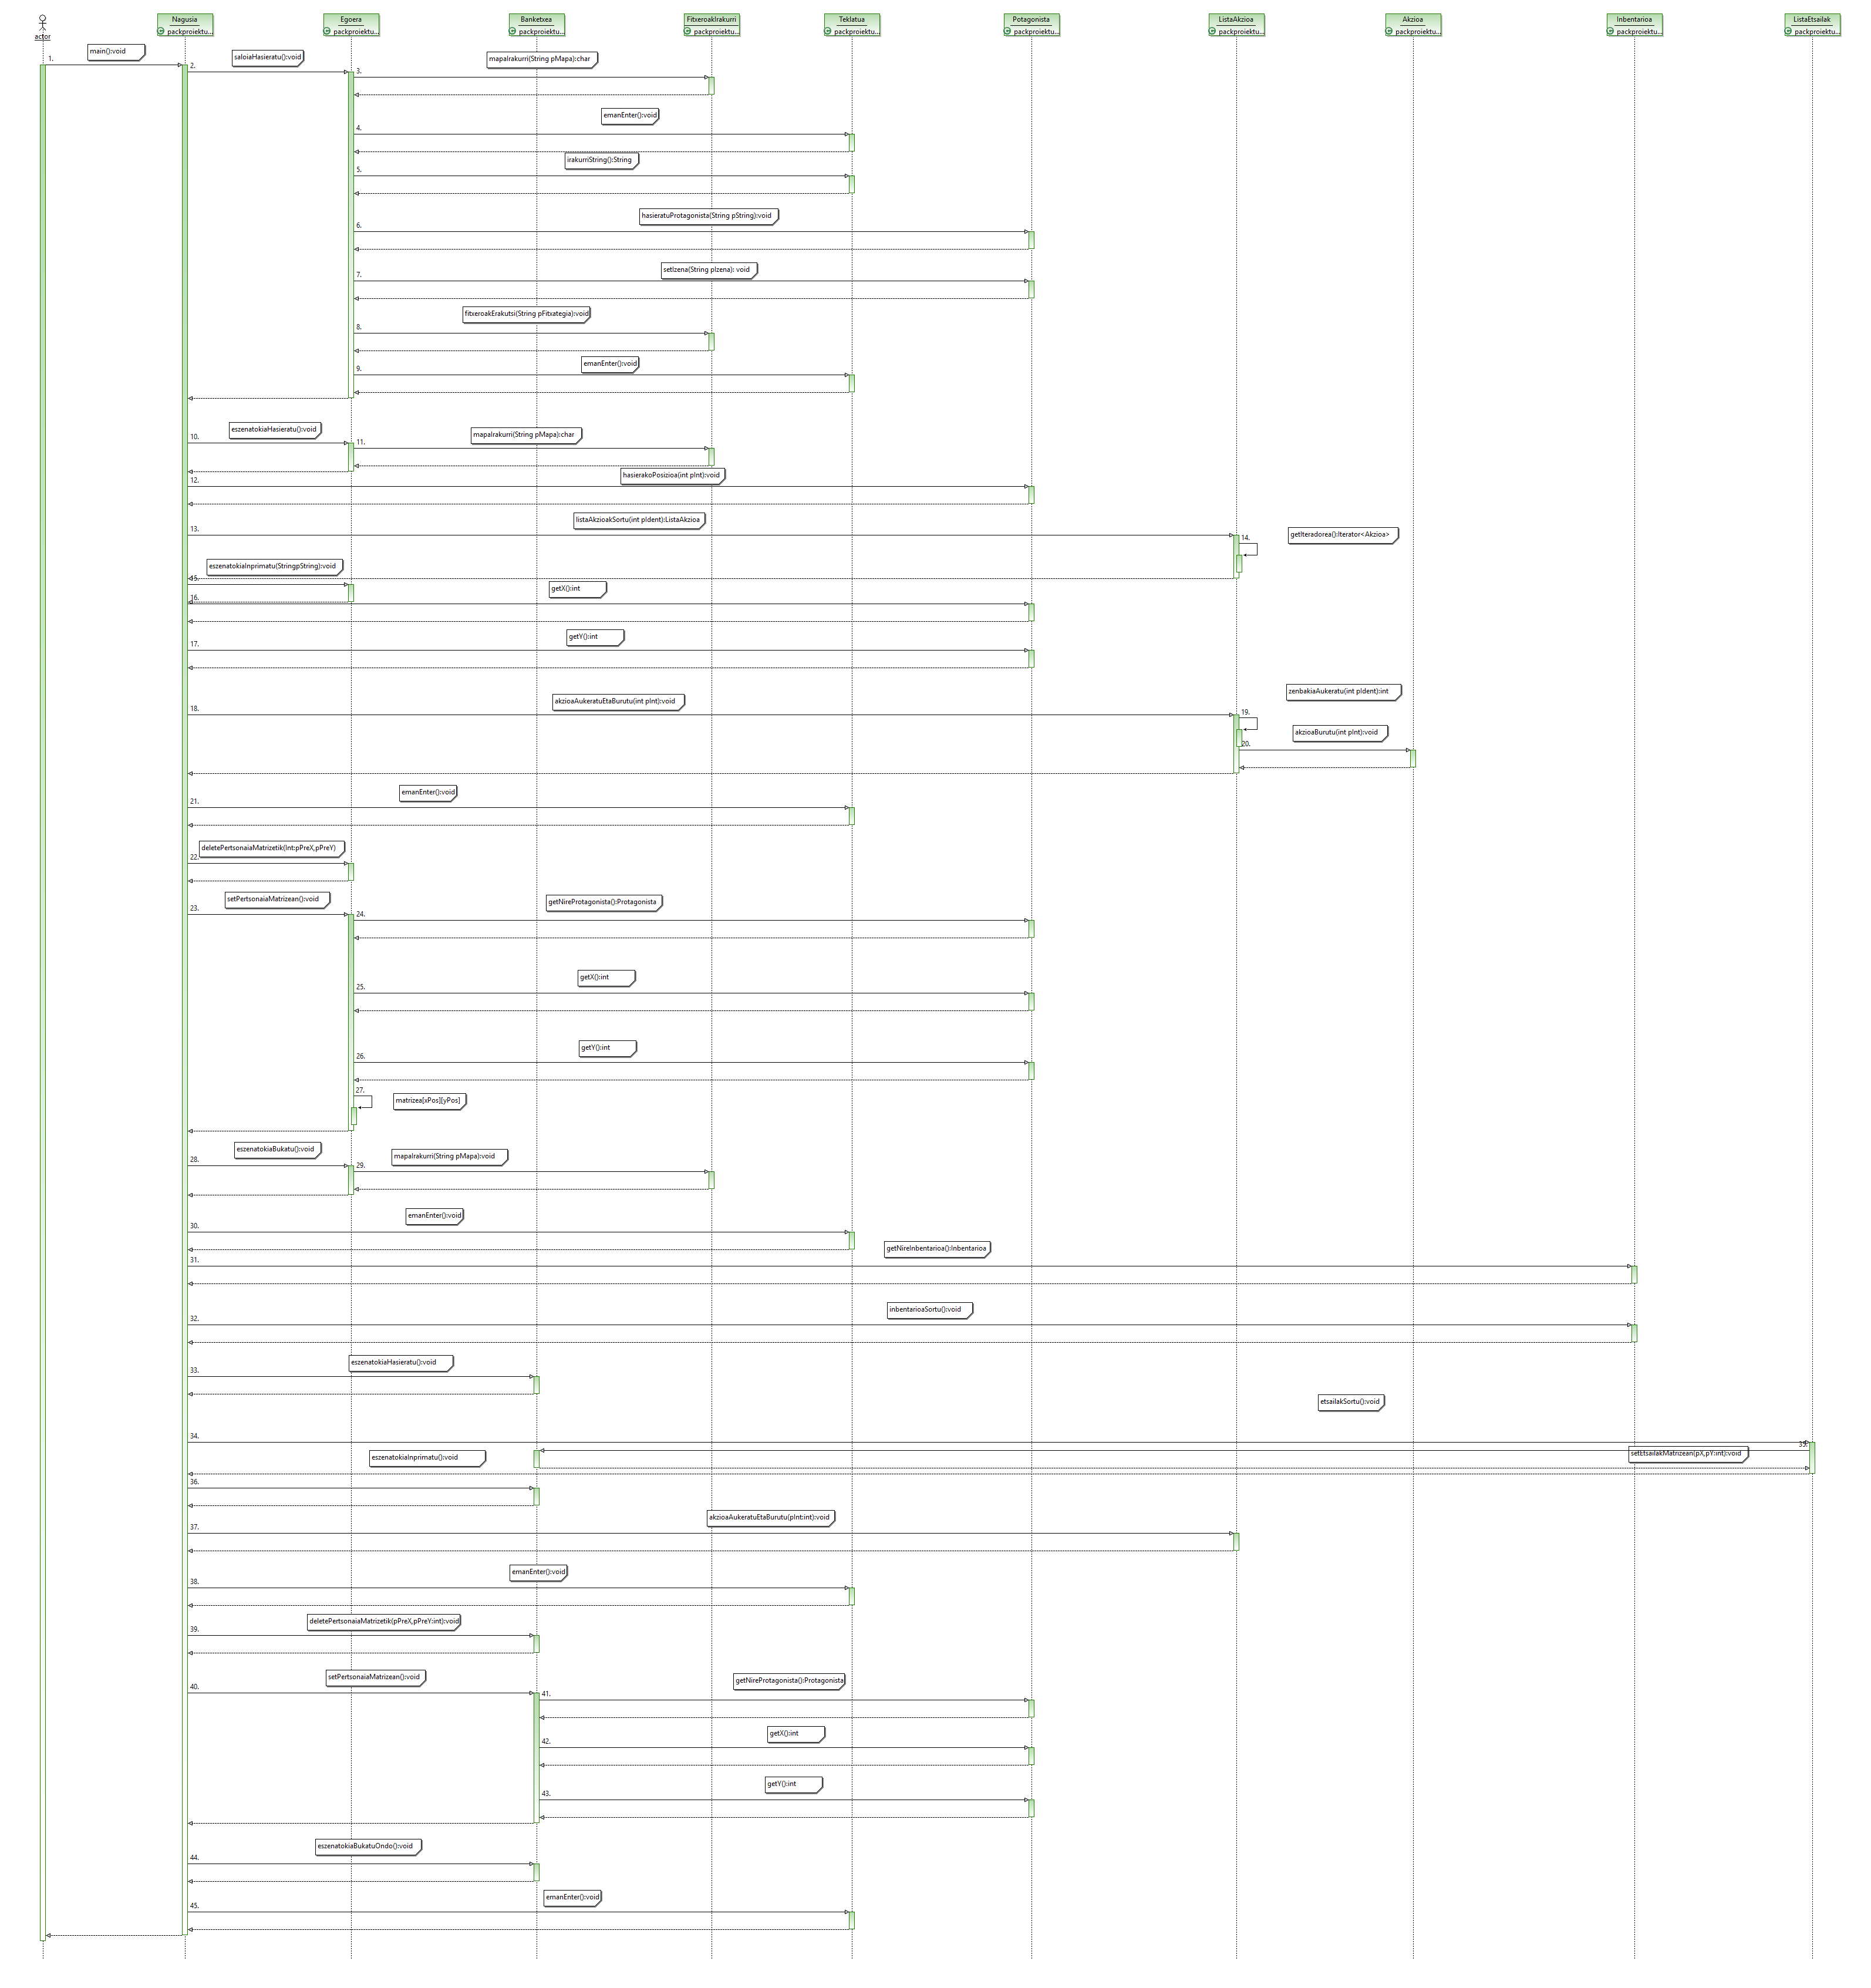 Nagusia
Egoera
Banketxea
FitxeroakIrakurri
Teklatua
Potagonista
ListaAkzioa
Akzioa
Inbentarioa
ListaEtsailak
packproiektu...
packproiektu...
packproiektu...
packproiektu...
packproiektu...
packproiektu...
packproiektu...
packproiektu...
packproiektu...
packproiektu...
actor
main():void
1.
saloiaHasieratu():void
2.
mapaIrakurri(String pMapa):char
3.
emanEnter():void
4.
irakurriString():String
5.
hasieratuProtagonista(String pString):void
6.
setIzena(String pIzena): void
7.
fitxeroakErakutsi(String pFitxategia):void
8.
emanEnter():void
9.
eszenatokiaHasieratu():void
10.
mapaIrakurri(String pMapa):char
11.
hasierakoPosizioa(int pInt):void
12.
listaAkzioakSortu(int pIdent):ListaAkzioa
13.
getIteradorea():Iterator<Akzioa>
14.
eszenatokiaInprimatu(StringpString):void
15.
getX():int
16.
getY():int
17.
akzioaAukeratuEtaBurutu(int pInt):void
18.
zenbakiaAukeratu(int pIdent):int
19.
akzioaBurutu(int pInt):void
20.
emanEnter():void
21.
deletePertsonaiaMatrizetik(Int:pPreX,pPreY)
22.
setPertsonaiaMatrizean():void
23.
getNireProtagonista():Protagonista
24.
getX():int
25.
getY():int
26.
27.
matrizea[xPos][yPos]
eszenatokiaBukatu():void
28.
mapaIrakurri(String pMapa):void
29.
emanEnter():void
30.
getNireInbentarioa():Inbentarioa
31.
inbentarioaSortu():void
32.
eszenatokiaHasieratu():void
33.
etsailakSortu():void
34.
35.
setEtsailakMatrizean(pX,pY:int):void
eszenatokiaInprimatu():void
36.
akzioaAukeratuEtaBurutu(pInt:int):void
37.
emanEnter():void
38.
deletePertsonaiaMatrizetik(pPreX,pPreY:int):void
39.
setPertsonaiaMatrizean():void
40.
getNireProtagonista():Protagonista
41.
getX():int
42.
getY():int
43.
eszenatokiaBukatuOndo():void
44.
emanEnter():void
45.